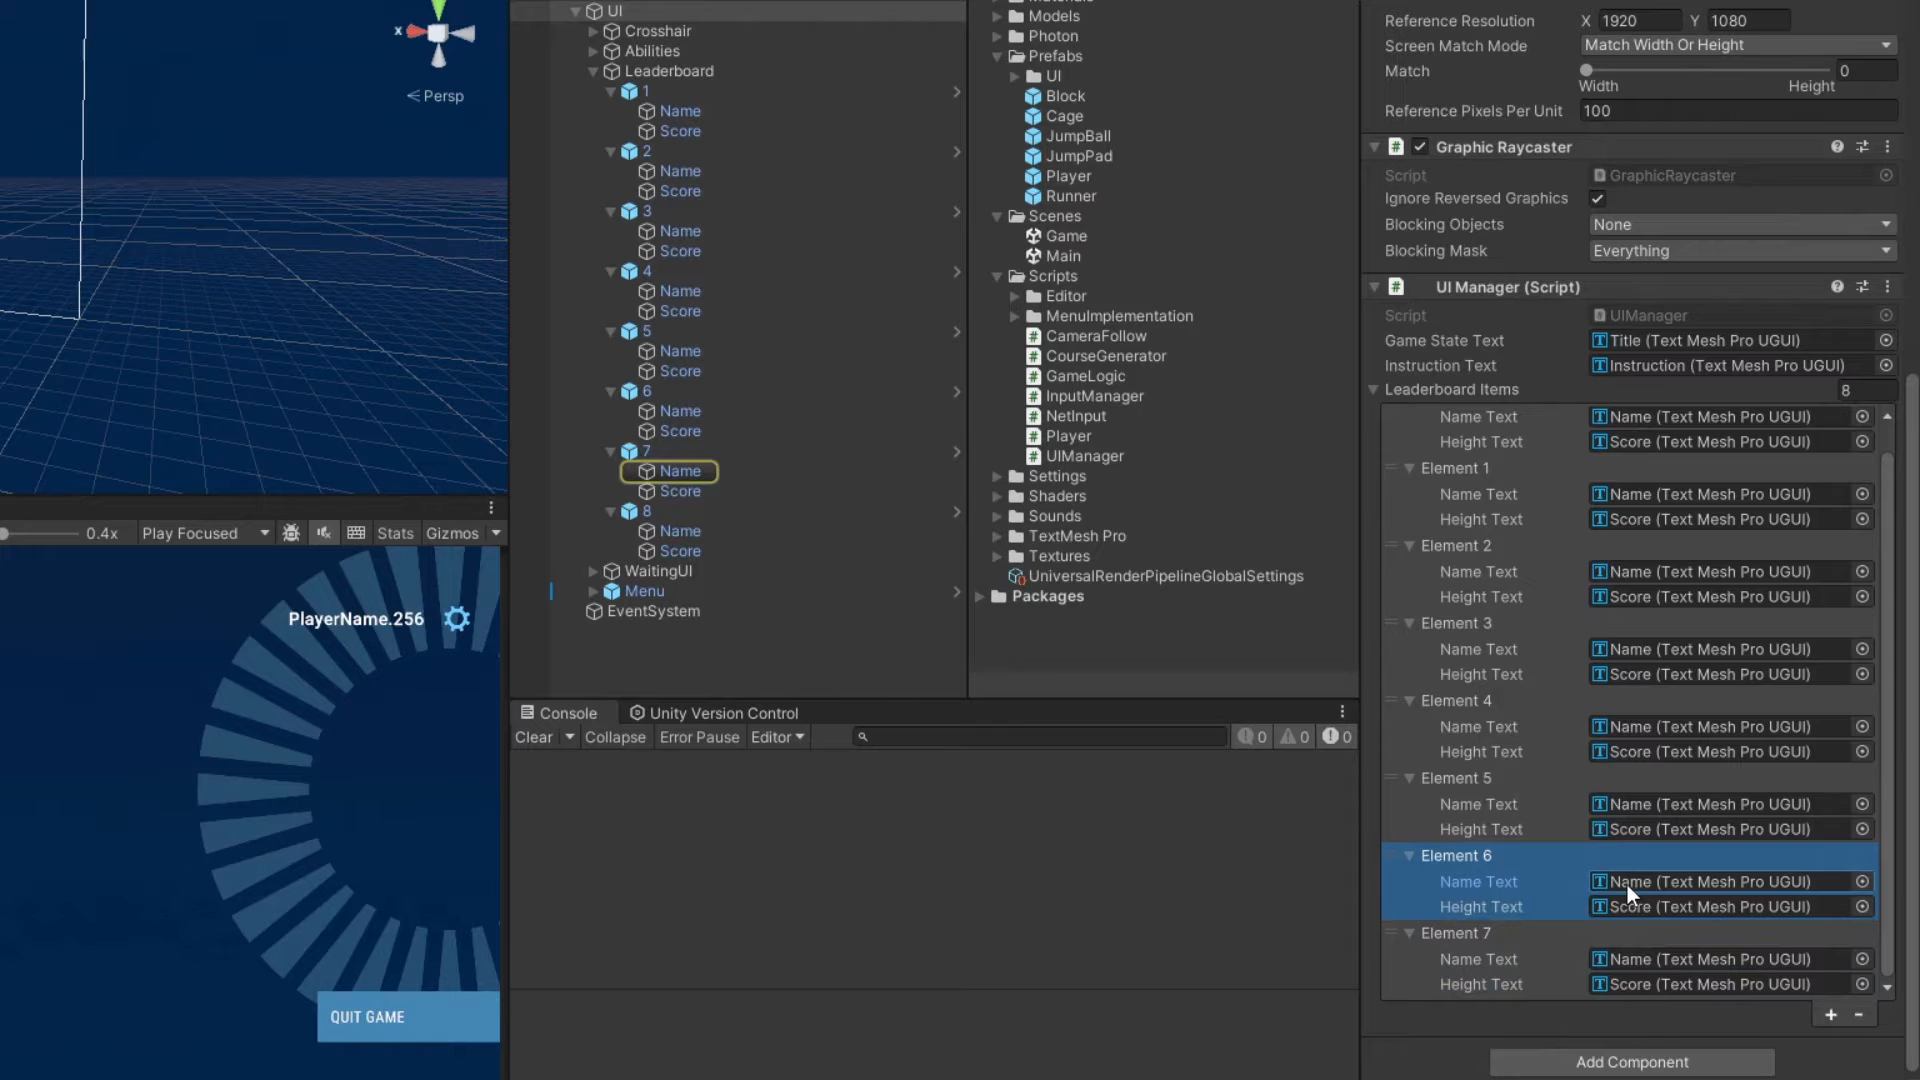 x
< Persp
0.4x
Play Focused
Stats
Gizmos
PlayerName.256
QUIT GAME
UI
Crosshair
Abilities
Leaderboard
1
Name
Score
2
Name
Score
3
Name
Score
4
Name
Score
5
Name
Score
6
Name
Score
7
Name
Score
8
Name
Score
WaitingUI
Menu
EventSystem
Models
Photon
Prefabs
UI
Block
Cage
JumpBall
JumpPad
Player
Runner
Scenes
Game
Main
Scripts
Editor
MenuImplementation
CameraFollow
CourseGenerator
GameLogic
InputManager
NetInput
Player
UIManager
Settings
Shaders
Sounds
TextMesh Pro
Textures
UniversalRenderPipelineGlobalSettings
Packages
Console
Unity Version Control
Clear
Collapse
Error Pause
Editor
0
0
0
Reference Resolution X 1920 Y 1080
Screen Match Mode Match Width Or Height
Match 0
Width Height
Reference Pixels Per Unit 100
# Graphic Raycaster
Script GraphicRaycaster
Ignore Reversed Graphics
Blocking Objects None
Blocking Mask Everything
# UI Manager (Script)
Script UIManager
Game State Text Title (Text Mesh Pro UGUI)
Instruction Text Instruction (Text Mesh Pro UGUI)
Leaderboard Items 8
Name Text Name (Text Mesh Pro UGUI)
Height Text Score (Text Mesh Pro UGUI)
Element 1
Name Text Name (Text Mesh Pro UGUI)
Height Text Score (Text Mesh Pro UGUI)
Element 2
Name Text Name (Text Mesh Pro UGUI)
Height Text Score (Text Mesh Pro UGUI)
Element 3
Name Text Name (Text Mesh Pro UGUI)
Height Text Score (Text Mesh Pro UGUI)
Element 4
Name Text Name (Text Mesh Pro UGUI)
Height Text Score (Text Mesh Pro UGUI)
Element 5
Name Text Name (Text Mesh Pro UGUI)
Height Text Score (Text Mesh Pro UGUI)
Element 6
Name Text Name (Text Mesh Pro UGUI)
Height Text Score (Text Mesh Pro UGUI)
Element 7
Name Text Name (Text Mesh Pro UGUI)
Height Text Score (Text Mesh Pro UGUI)
+ -
Add Component